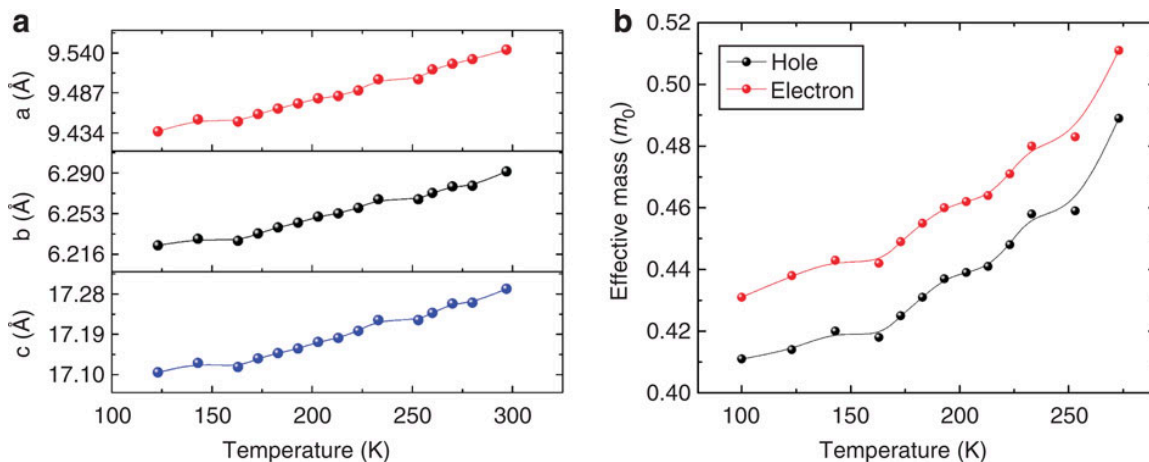 a
a (Å)
9.540
9.487
9.434
b (Å)
6.290
6.253
6.216
c (Å)
17.28
17.19
17.10
100 150 200 250 300
Temperature (K)
b
Effective mass (m0)
0.52
0.50
0.48
0.46
0.44
0.42
0.40
Hole
Electron
100 150 200 250
Temperature (K)